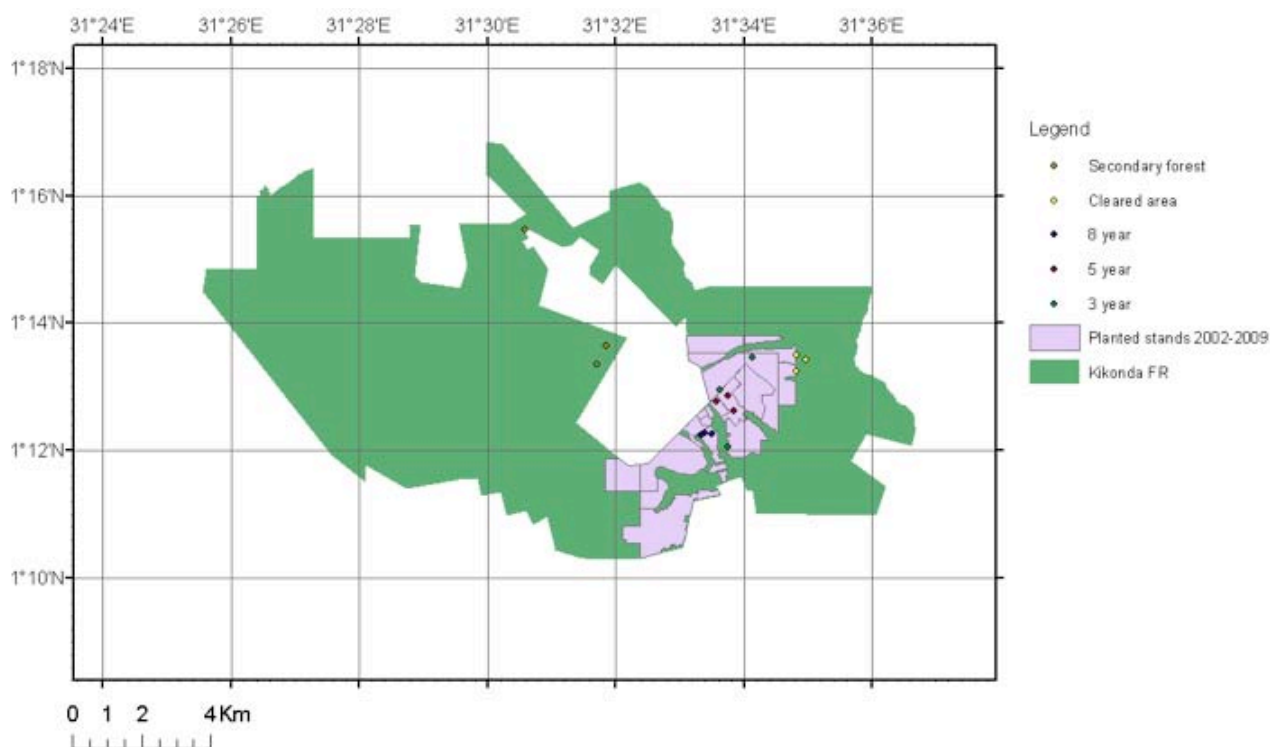 31°24'E 31°26'E 31°28'E 31°30'E 31°32'E 31°34'E 31°36'E
1°18'N
1°16'N
1°14'N
1°12'N
1°10'N
Legend
Secondary forest
Cleared area
8 year
5 year
3 year
Planted stands 2002-2009
Kikonda FR
0 1 2 4 Km